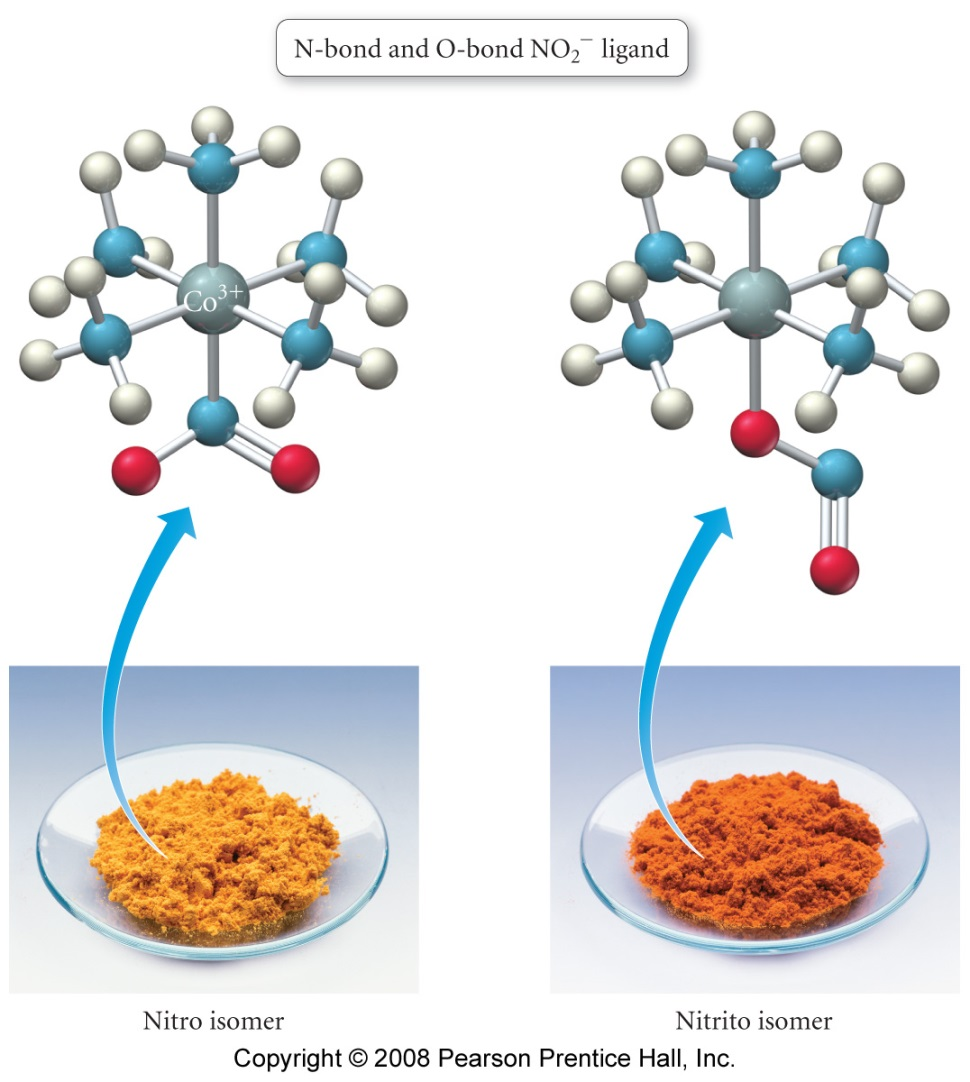 N-bond and O-bond NO₂⁻ ligand
Co³⁺
Nitro isomer
Nitrito isomer
Copyright © 2008 Pearson Prentice Hall, Inc.